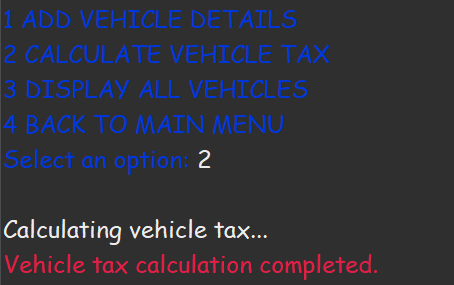 1 ADD VEHICLE DETAILS
2 CALCULATE VEHICLE TAX
3 DISPLAY ALL VEHICLES
4 BACK TO MAIN MENU
Select an option: 2
Calculating vehicle tax...
Vehicle tax calculation completed.